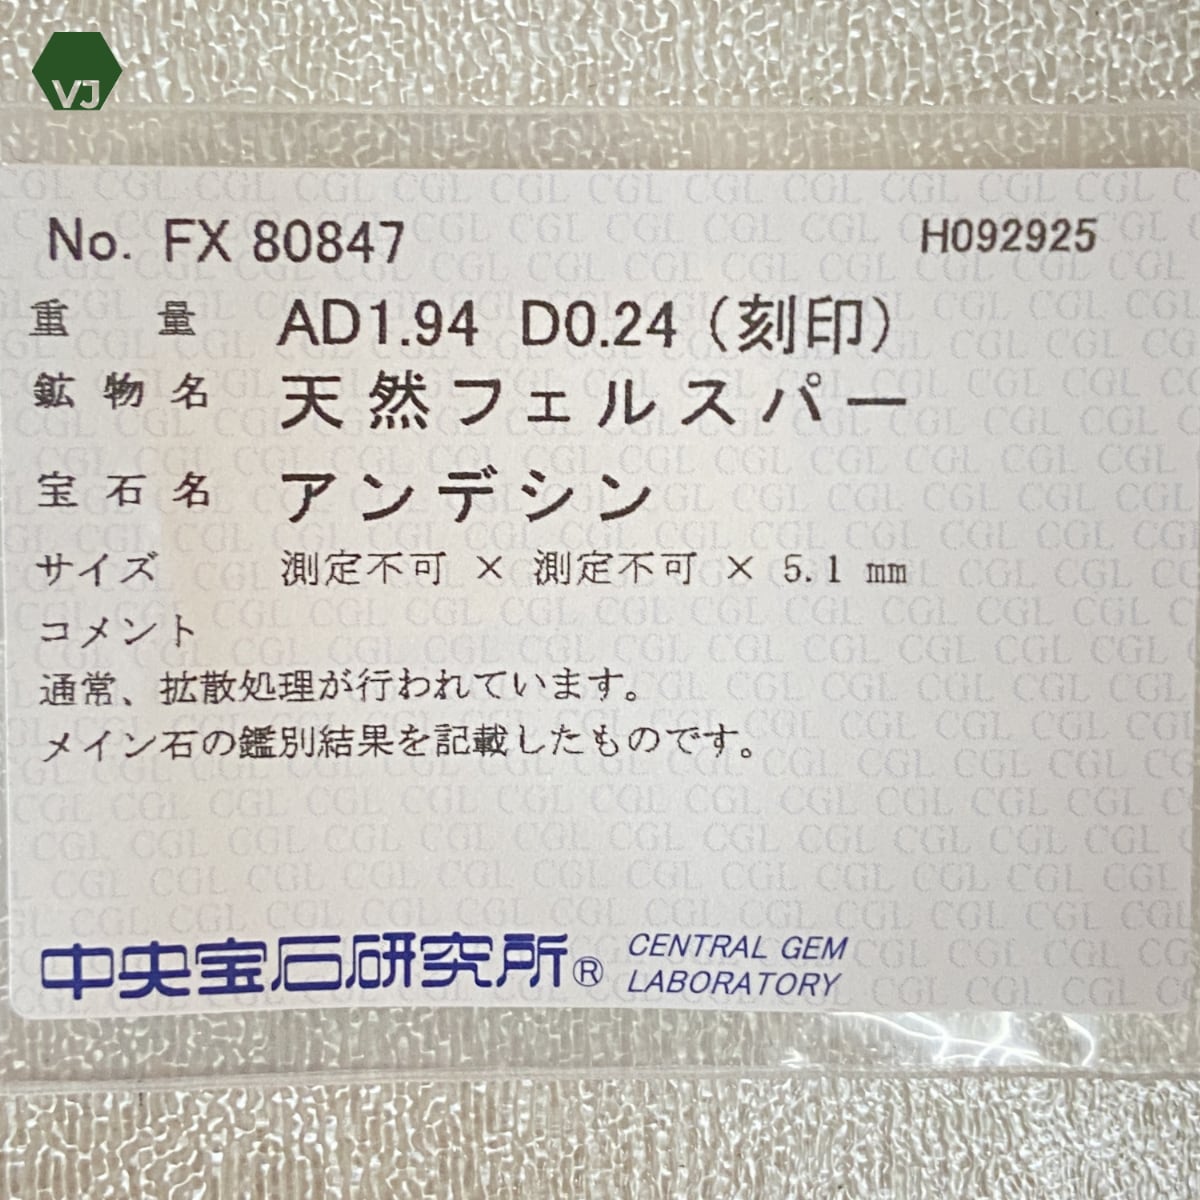 VJ
No. FX 80847
H092925
重量 AD1.94 D0.24（刻印）
鉱物名 天然フェルスパー
宝石名 アンデシン
サイズ 測定不可 × 測定不可 × 5.1 mm
コメント
通常、拡散処理が行われています。
メイン石の鑑別結果を記載したものです。
中央宝石研究所® CENTRAL GEM
LABORATORY